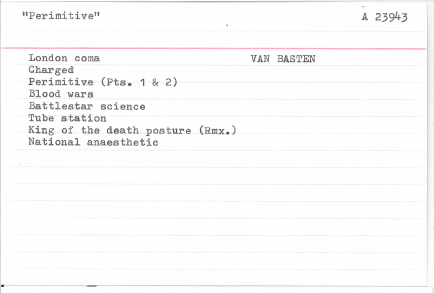 "Perimitive"
A 23943
London coma VAN BASTEN
Charged
Perimitive (Pts. 1 & 2)
Blood wars
Battlestar science
Tube station
King of the death posture (Rmx.)
National anaesthetic